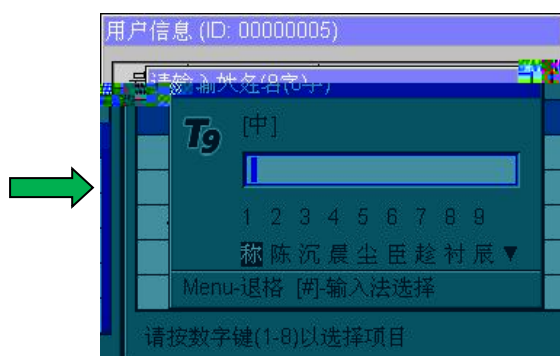 用户信息 (ID: 00000005)
请输入姓名(8字)
T9
[中]
1 2 3 4 5 6 7 8 9
称 陈 沉 晨 尘 臣 趁 衬 辰 ▼
Menu-退格 [#]-输入法选择
请按数字键(1-8)以选择项目